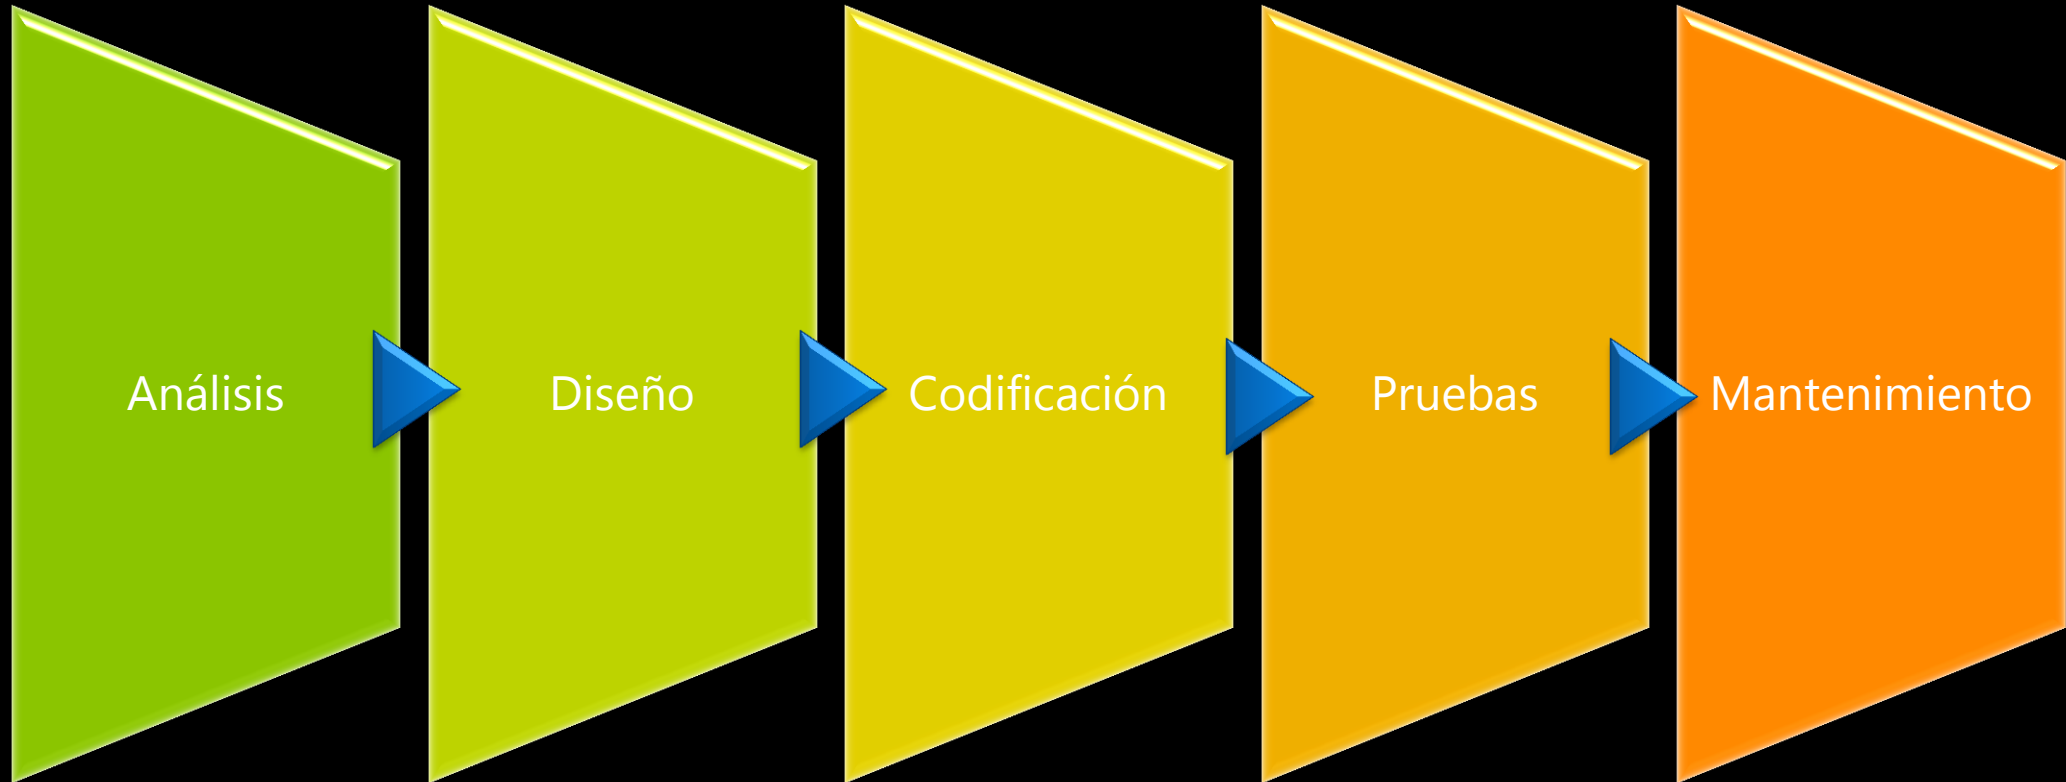 Análisis
Diseño
Codificación
Pruebas
Mantenimiento